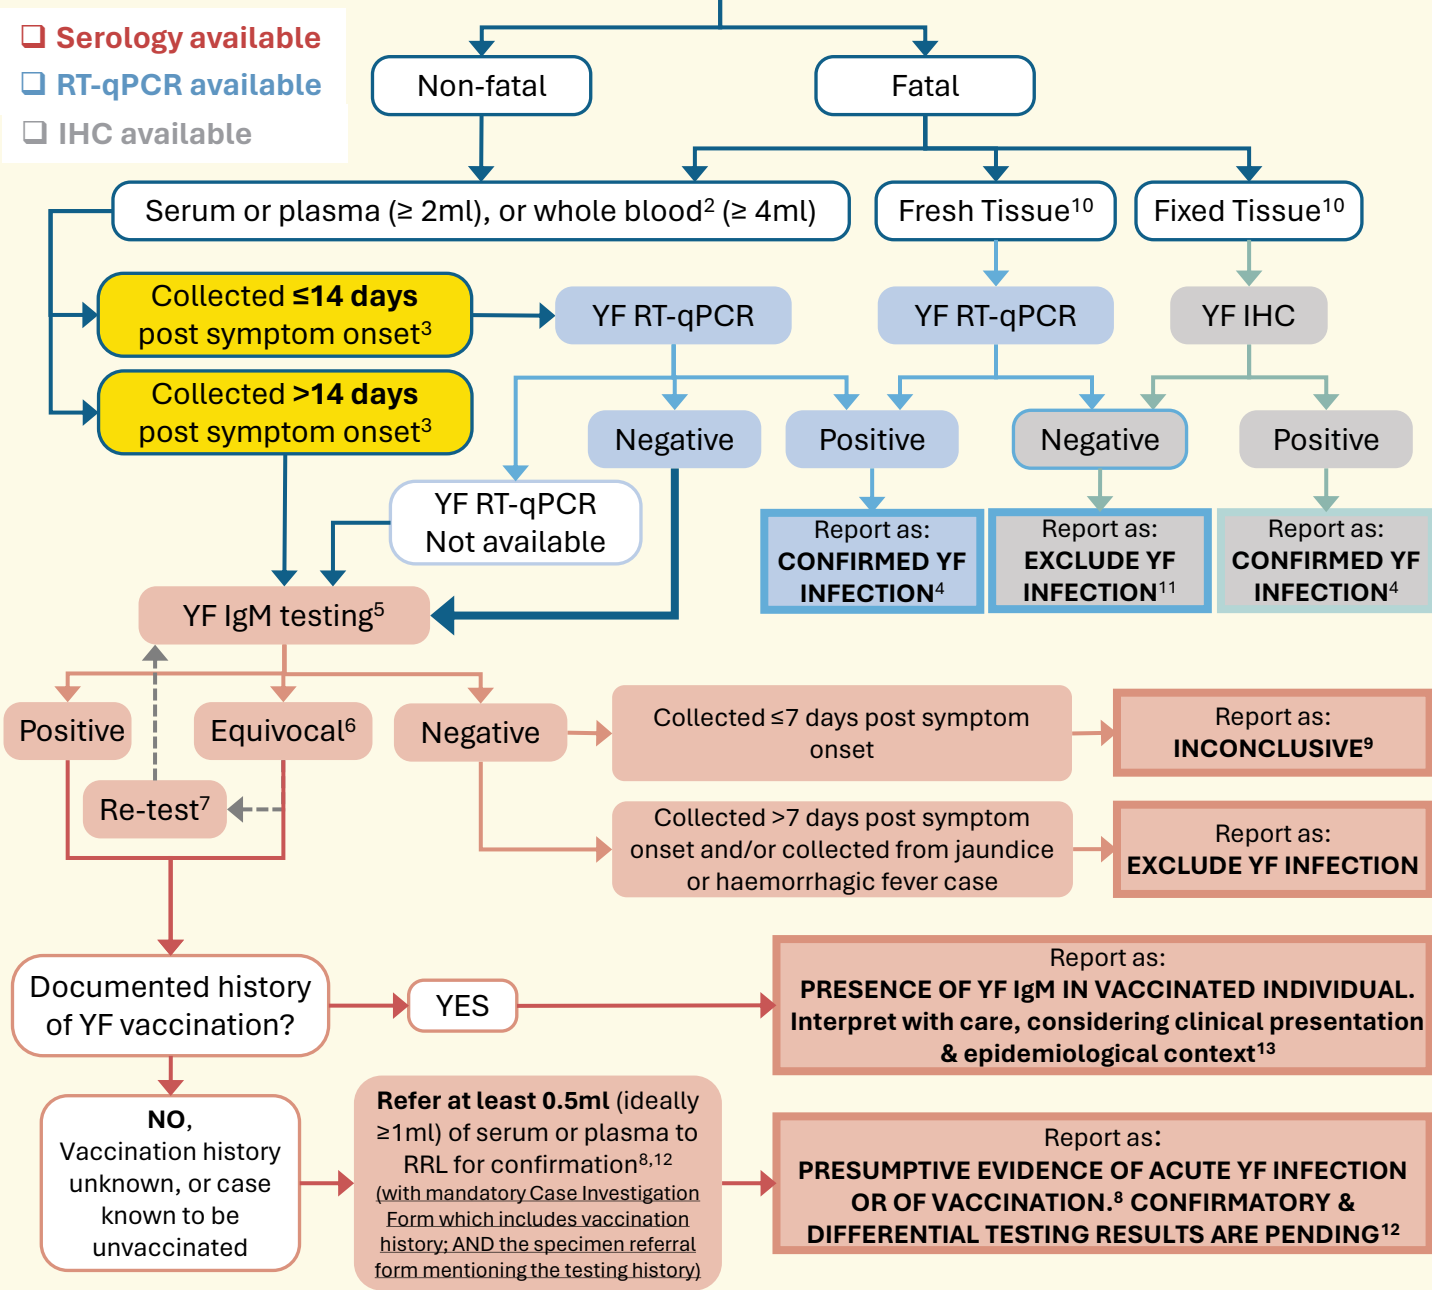 ❑ Serology available
❑ RT-qPCR available
❑ IHC available
Non-fatal
Fatal
Serum or plasma (≥ 2ml), or whole blood² (≥ 4ml)
Fresh Tissue¹⁰
Fixed Tissue¹⁰
Collected ≤14 days
post symptom onset³
YF RT-qPCR
YF RT-qPCR
YF IHC
Collected >14 days
post symptom onset³
Negative
Positive
Negative
Positive
YF RT-qPCR
Not available
Report as:
CONFIRMED YF
INFECTION⁴
Report as:
EXCLUDE YF
INFECTION¹¹
Report as:
CONFIRMED YF
INFECTION⁴
YF IgM testing⁵
Positive
Equivocal⁶
Negative
Collected ≤7 days post symptom
onset
Report as:
INCONCLUSIVE⁹
Re-test⁷
Collected >7 days post symptom
onset and/or collected from jaundice
or haemorrhagic fever case
Report as:
EXCLUDE YF INFECTION
Documented history
of YF vaccination?
YES
Report as:
PRESENCE OF YF IgM IN VACCINATED INDIVIDUAL.
Interpret with care, considering clinical presentation
& epidemiological context¹³
NO,
Vaccination history
unknown, or case
known to be
unvaccinated
Refer at least 0.5ml (ideally
≥1ml) of serum or plasma to
RRL for confirmation⁸,¹²
(with mandatory Case Investigation
Form which includes vaccination
history; AND the specimen referral
form mentioning the testing history)
Report as:
PRESUMPTIVE EVIDENCE OF ACUTE YF INFECTION
OR OF VACCINATION.⁸ CONFIRMATORY &
DIFFERENTIAL TESTING RESULTS ARE PENDING¹²